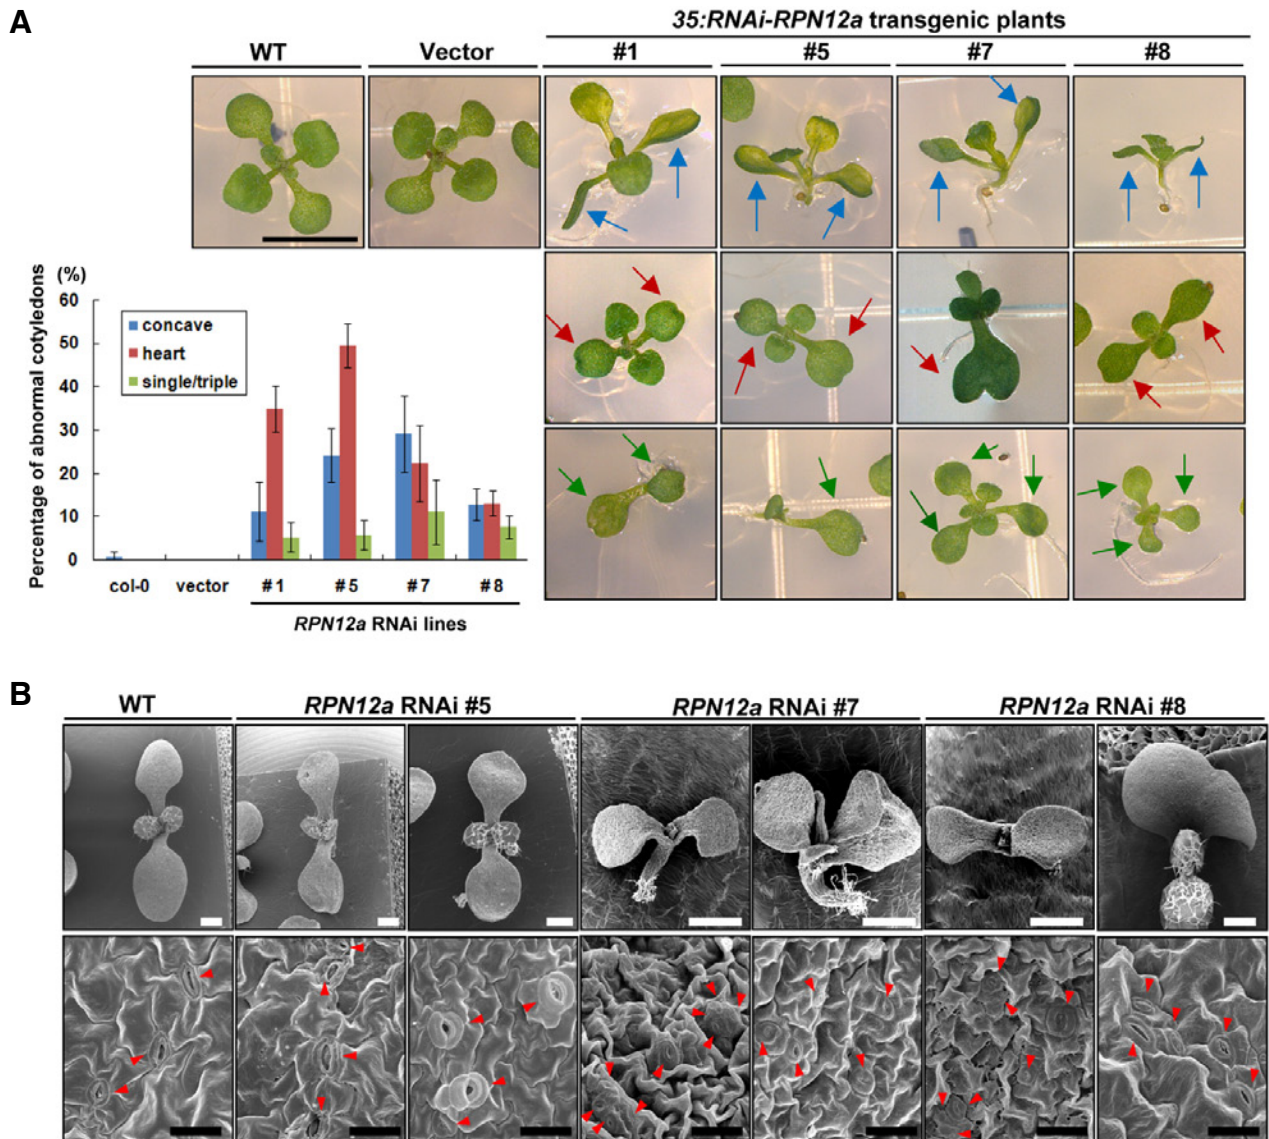 A
35:RNAi-RPN12a transgenic plants
WT
Vector
#1
#5
#7
#8
Percentage of abnormal cotyledons
(%)
60
50
40
30
20
10
0
concave
heart
single/triple
col-0
vector
#1
#5
#7
#8
RPN12a RNAi lines
B
WT
RPN12a RNAi #5
RPN12a RNAi #7
RPN12a RNAi #8